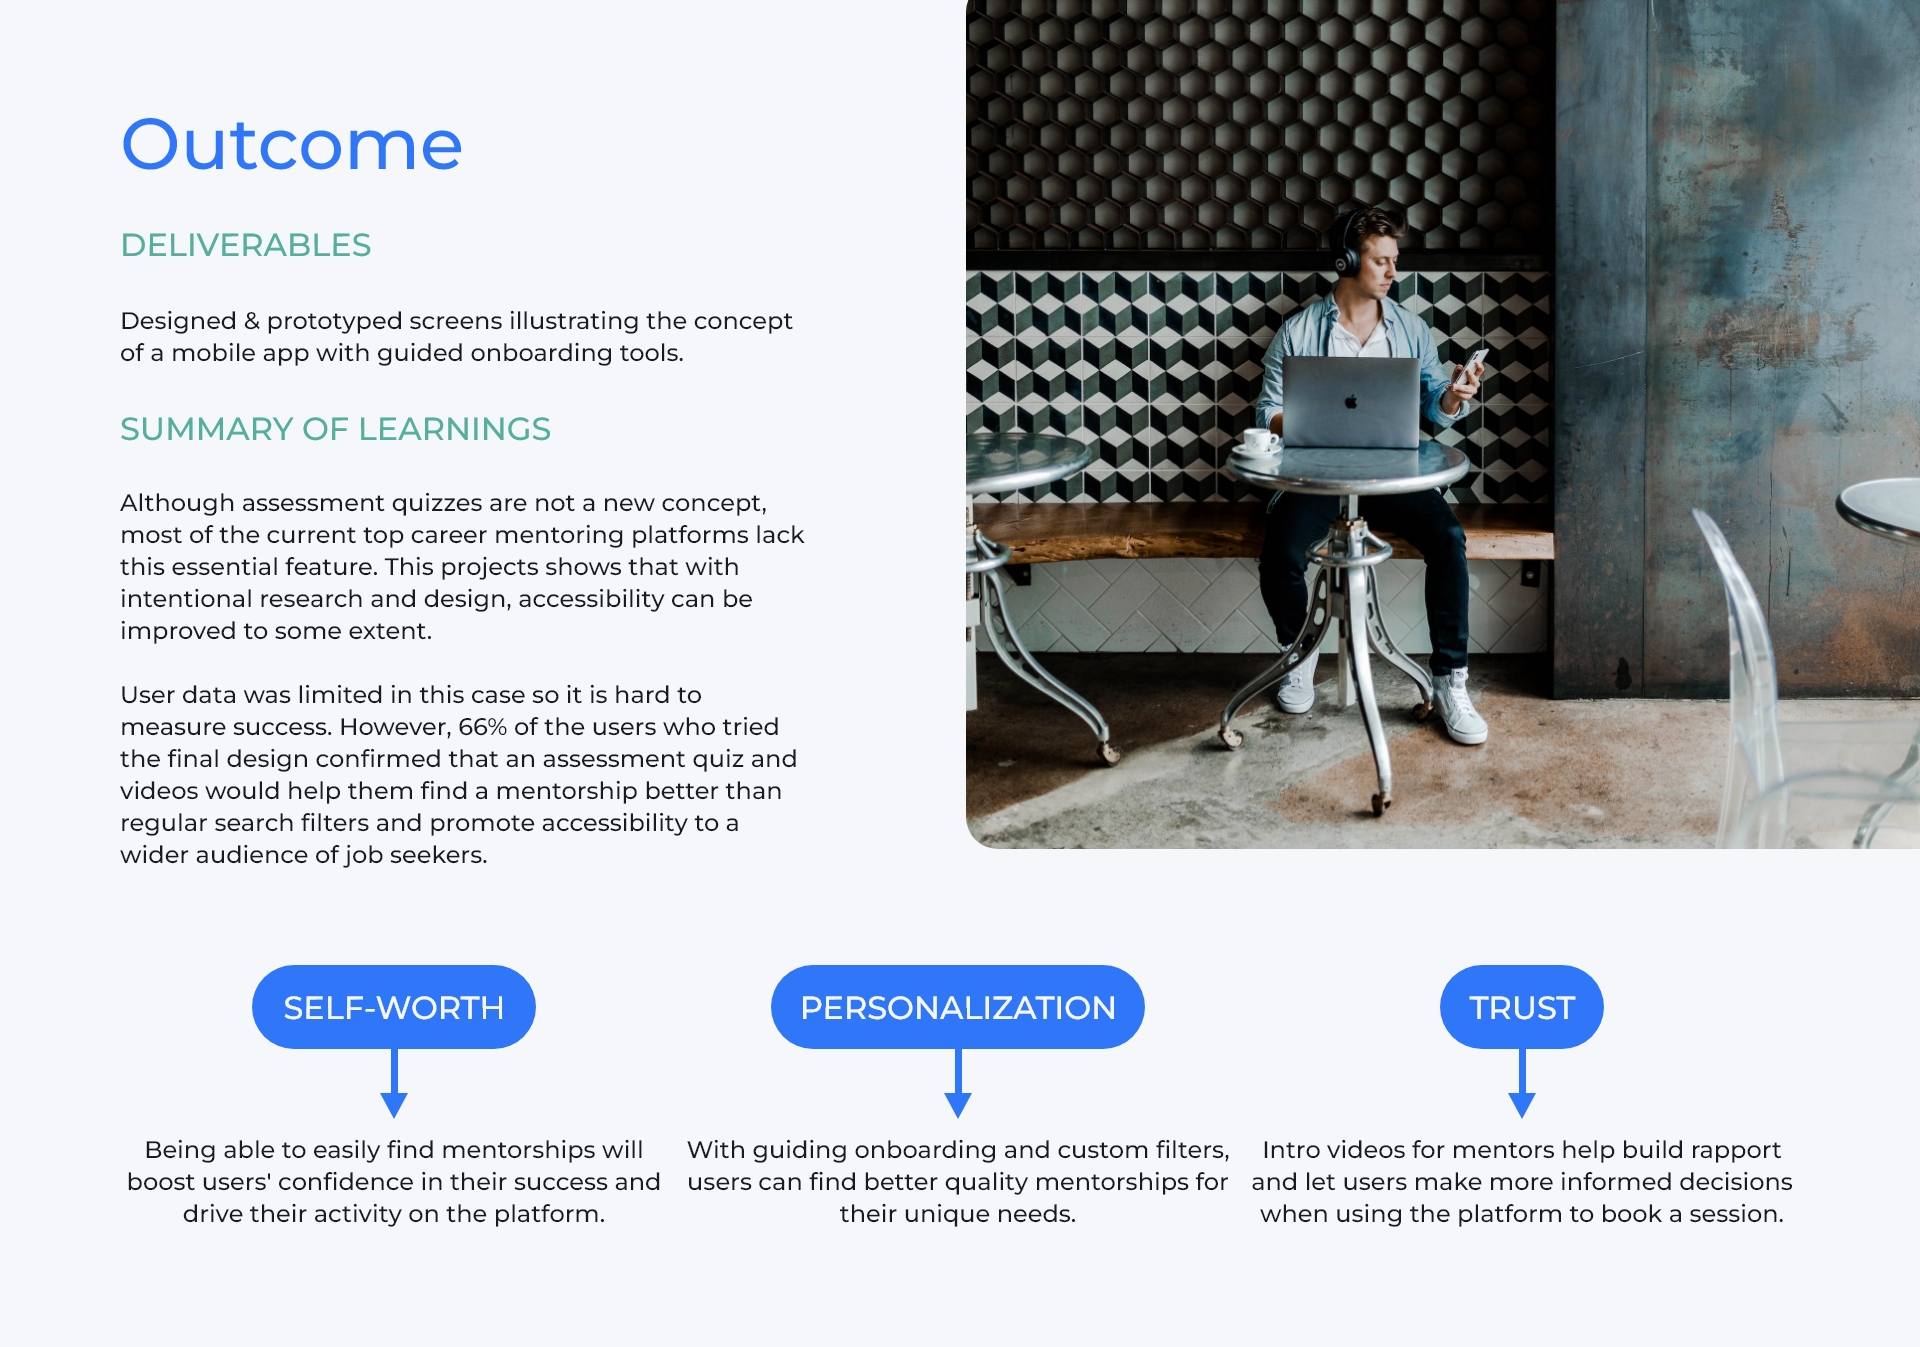 Outcome
DELIVERABLES
Designed & prototyped screens illustrating the concept
of a mobile app with guided onboarding tools.
SUMMARY OF LEARNINGS
Although assessment quizzes are not a new concept,
most of the current top career mentoring platforms lack
this essential feature. This projects shows that with
intentional research and design, accessibility can be
improved to some extent.
User data was limited in this case so it is hard to
measure success. However, 66% of the users who tried
the final design confirmed that an assessment quiz and
videos would help them find a mentorship better than
regular search filters and promote accessibility to a
wider audience of job seekers.
SELF-WORTH
Being able to easily find mentorships will
boost users' confidence in their success and
drive their activity on the platform.
PERSONALIZATION
With guiding onboarding and custom filters,
users can find better quality mentorships for
their unique needs.
TRUST
Intro videos for mentors help build rapport
and let users make more informed decisions
when using the platform to book a session.